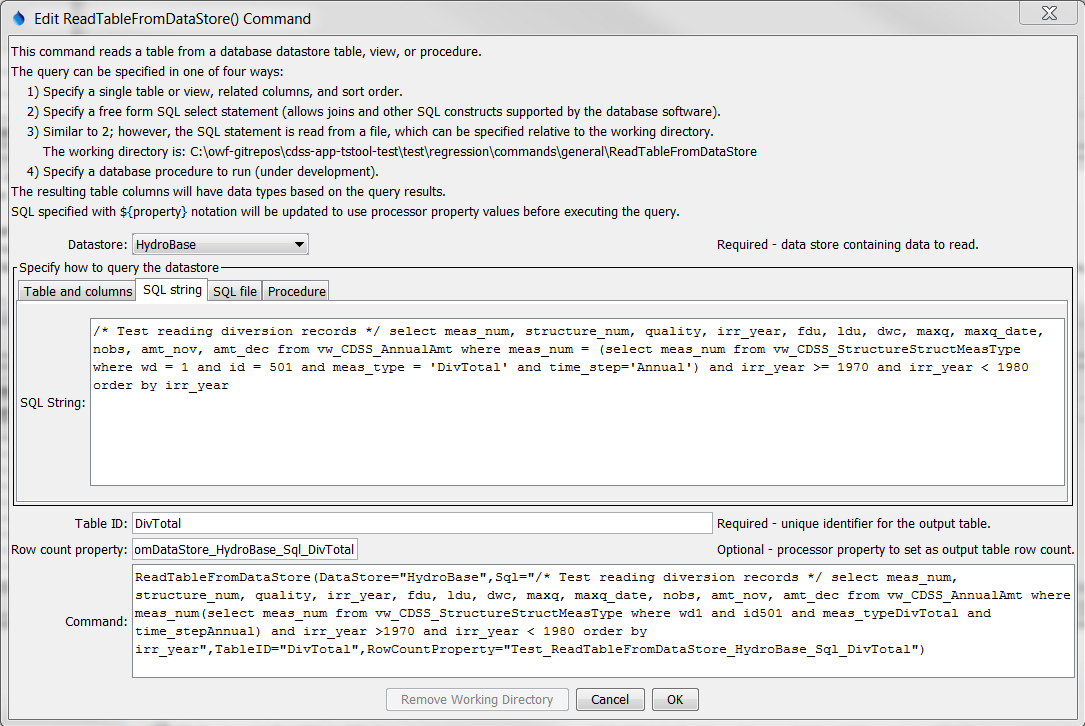 Edit ReadTableFromDataStore() Command
This command reads a table from a database datastore table, view, or procedure.
The query can be specified in one of four ways:
1) Specify a single table or view, related columns, and sort order.
2) Specify a free form SQL select statement (allows joins and other SQL constructs supported by the database software).
3) Similar to 2; however, the SQL statement is read from a file, which can be specified relative to the working directory.
The working directory is: C:\owf-gitrepos\cdss-app-tstool-test\test\regression\commands\general\ReadTableFromDataStore
4) Specify a database procedure to run (under development).
The resulting table columns will have data types based on the query results.
SQL specified with ${property} notation will be updated to use processor property values before executing the query.
Datastore: HydroBase Required - data store containing data to read.
Specify how to query the datastore
Table and columns SQL string SQL file Procedure
/* Test reading diversion records */ select meas_num, structure_num, quality, irr_year, fdu, ldu, dwc, maxq, maxq_date,
nobs, amt_nov, amt_dec from vw_CDSS_AnnualAmt where meas_num = (select meas_num from vw_CDSS_StructureStructMeasType
where wd = 1 and id = 501 and meas_type = 'DivTotal' and time_step='Annual') and irr_year >= 1970 and irr_year < 1980
order by irr_year
SQL String:
Table ID: DivTotal Required - unique identifier for the output table.
Row count property: omDataStore_HydroBase_Sql_DivTotal Optional - processor property to set as output table row count.
ReadTableFromDataStore(DataStore="HydroBase",Sql="/* Test reading diversion records */ select meas_num,
structure_num, quality, irr_year, fdu, ldu, dwc, maxq, maxq_date, nobs, amt_nov, amt_dec from vw_CDSS_AnnualAmt where
meas_num(select meas_num from vw_CDSS_StructureStructMeasType where wd1 and id501 and meas_typeDivTotal and
Command:
time_stepAnnual) and irr_year >1970 and irr_year < 1980 order by
irr_year",TableID="DivTotal",RowCountProperty="Test_ReadTableFromDataStore_HydroBase_Sql_DivTotal")
Remove Working Directory Cancel OK